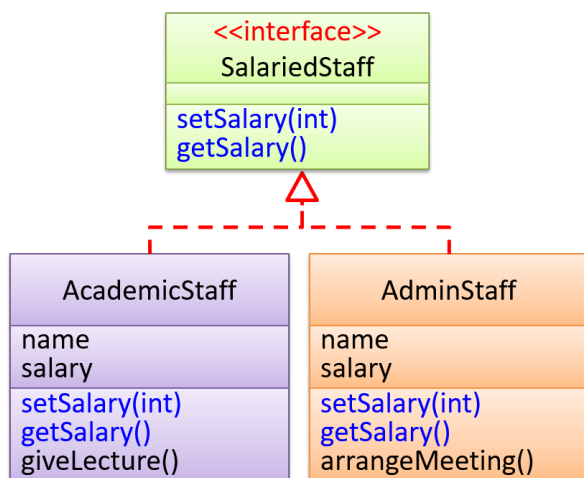 <<interface>>
SalariedStaff
setSalary(int)
getSalary()
AcademicStaff
name
salary
setSalary(int)
getSalary()
giveLecture()
AdminStaff
name
salary
setSalary(int)
getSalary()
arrangeMeeting()